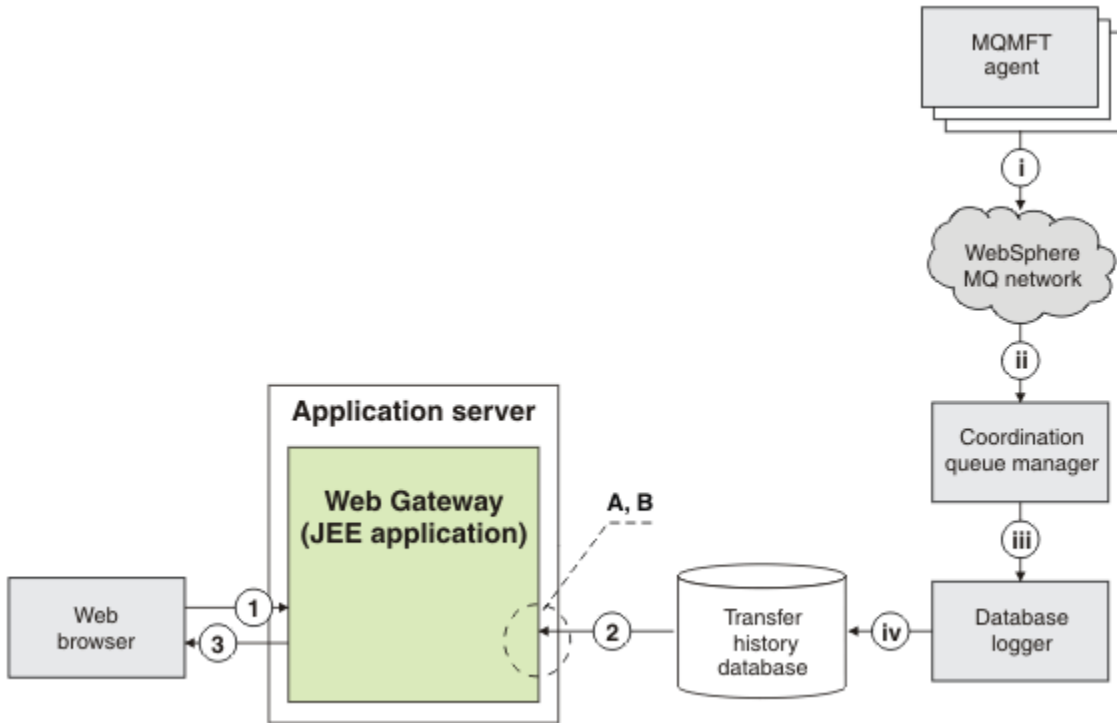 MQMFT
agent
i
WebSphere
MQ network
ii
Application server
Coordination
queue manager
Web Gateway
(JEE application)
A, B
iii
Web
browser
1
3
2
Transfer
history
database
iv
Database
logger